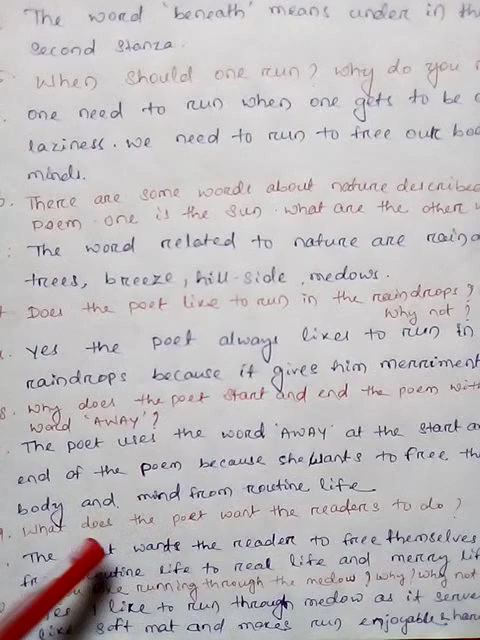 The word 'beneath' means under in the
second stanza.
When should one run? why do you
one need to run when one gets to be
laziness. we need to run to free our
minds.
There are some words about nature described
poem. one is the sun. what are the other
The word related to nature are
trees, breeze, hill-side, medows.
Does the poet like to run in the raindrops?
why not?
Yes the poet always likes to run in
raindrops because it gives him merriment
8. why does the poet start and end the poem with
word 'AWAY'?
The poet uses the word 'AWAY' at the start
end of the poem because she wants to free
body and mind from routine life
9. What does the poet want the readers to do?
The wants the reader to free themselves
routine life to real life and merry
running through the medow? why? why not
I like to run through medow as it
soft mat and makes run enjoyable